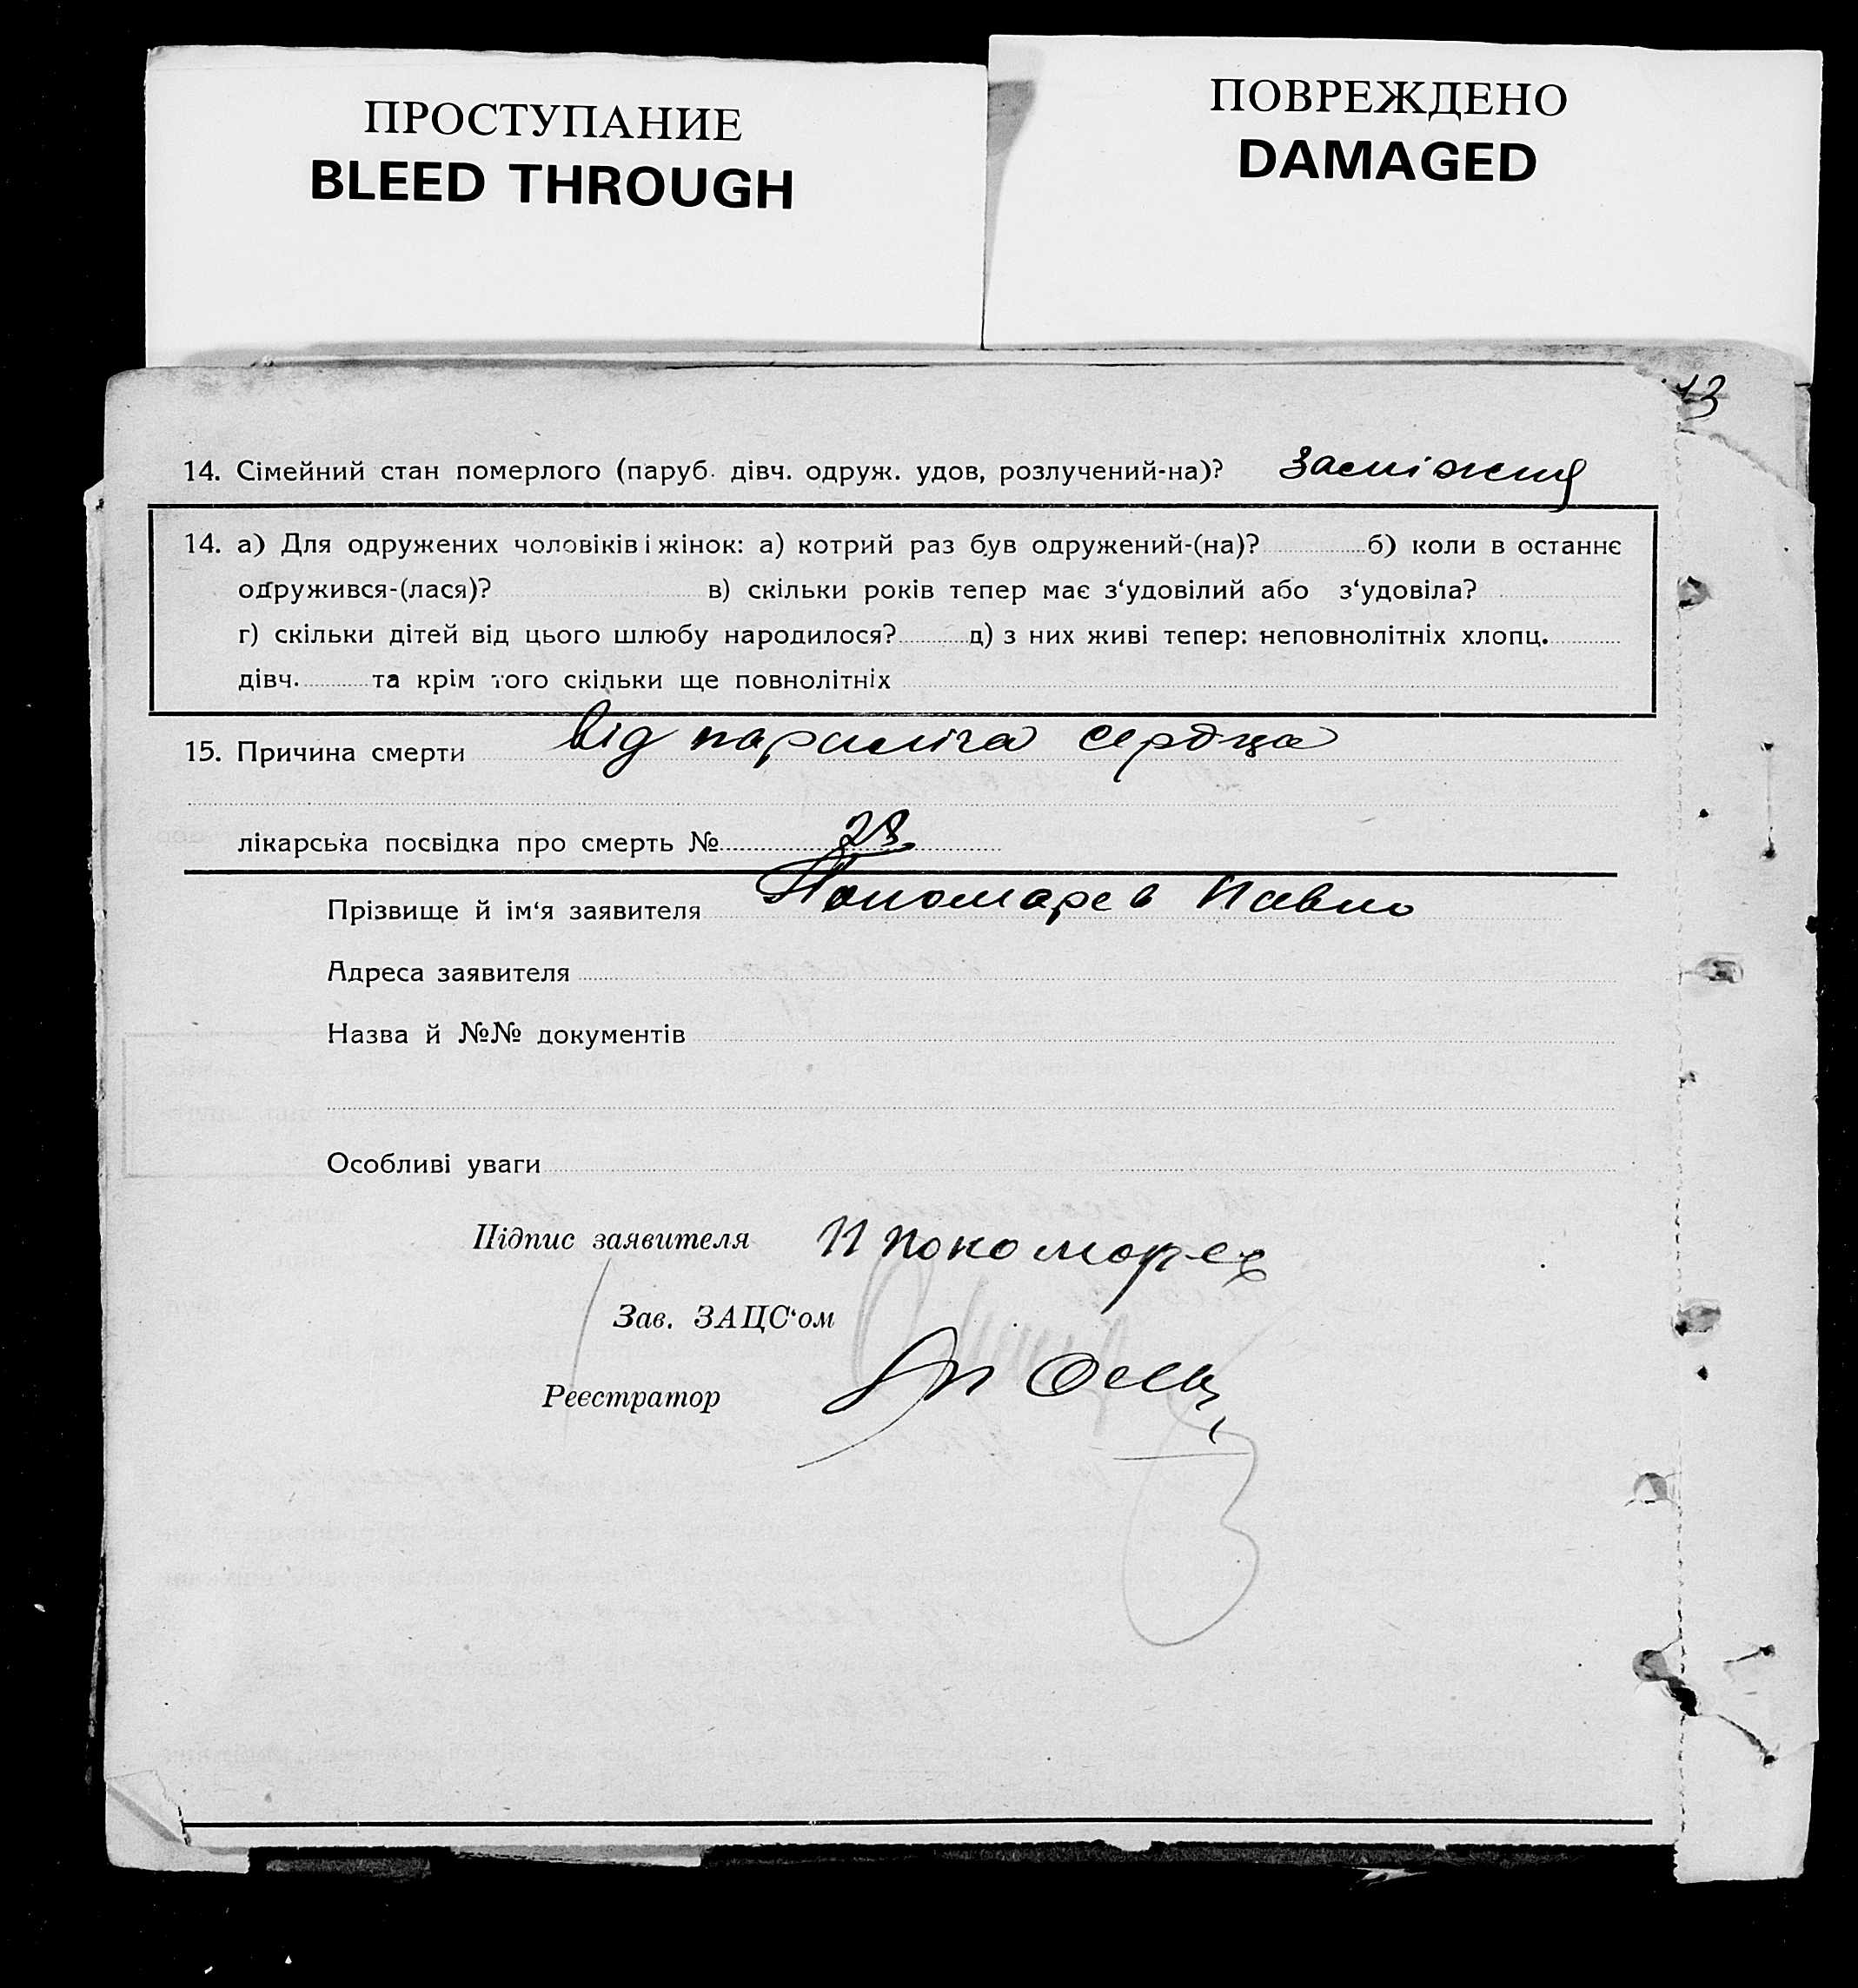 ПРОСТУПАНИЕ
BLEED THROUGH
ПОВРЕЖДЕНО
DAMAGED
13
14. Сімейний стан померлого (паруб. дівч. одруж. удов, розлучений-на)? заміжня
14. а) Для одружених чоловіків і жінок: а) котрий раз був одружений-(на)? б) коли в останнє
одружився-(лася)? в) скільки років тепер має з‘удовілий або з‘удовіла?
г) скільки дітей від цього шлюбу народилося? д) з них живі тепер: неповнолітніх хлопц.
дівч. та крім того скільки ще повнолітніх
15. Причина смерти від параліча сердца
лікарська посвідка про смерть № 28
Прізвище й ім‘я заявителя Пономарев Павло
Адреса заявителя
Назва й №№ документів
Особливі уваги
Підпис заявителя П Пономорев
Зав. ЗАЦС‘ом
Реєстратор